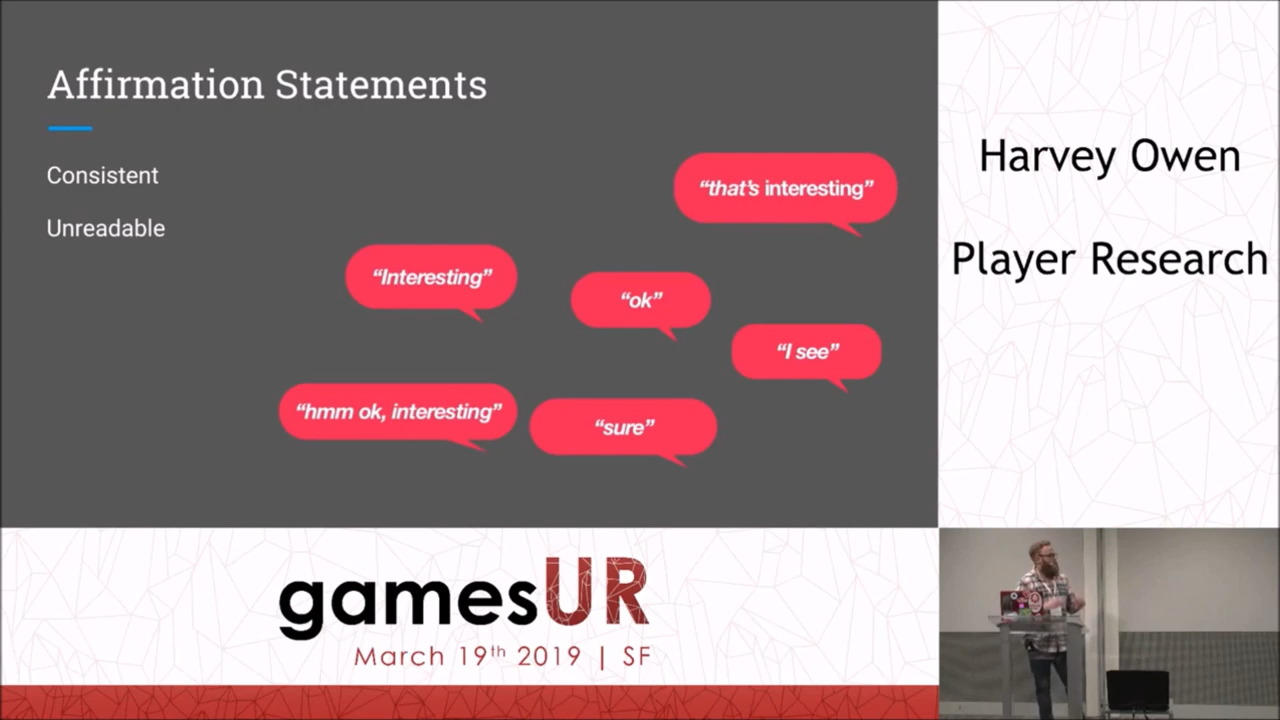 Affirmation Statements
Consistent
Unreadable
“that’s interesting”
“Interesting”
“ok”
“I see”
“hmm ok, interesting”
“sure”
Harvey Owen
Player Research
gamesUR
March 19th 2019 | SF